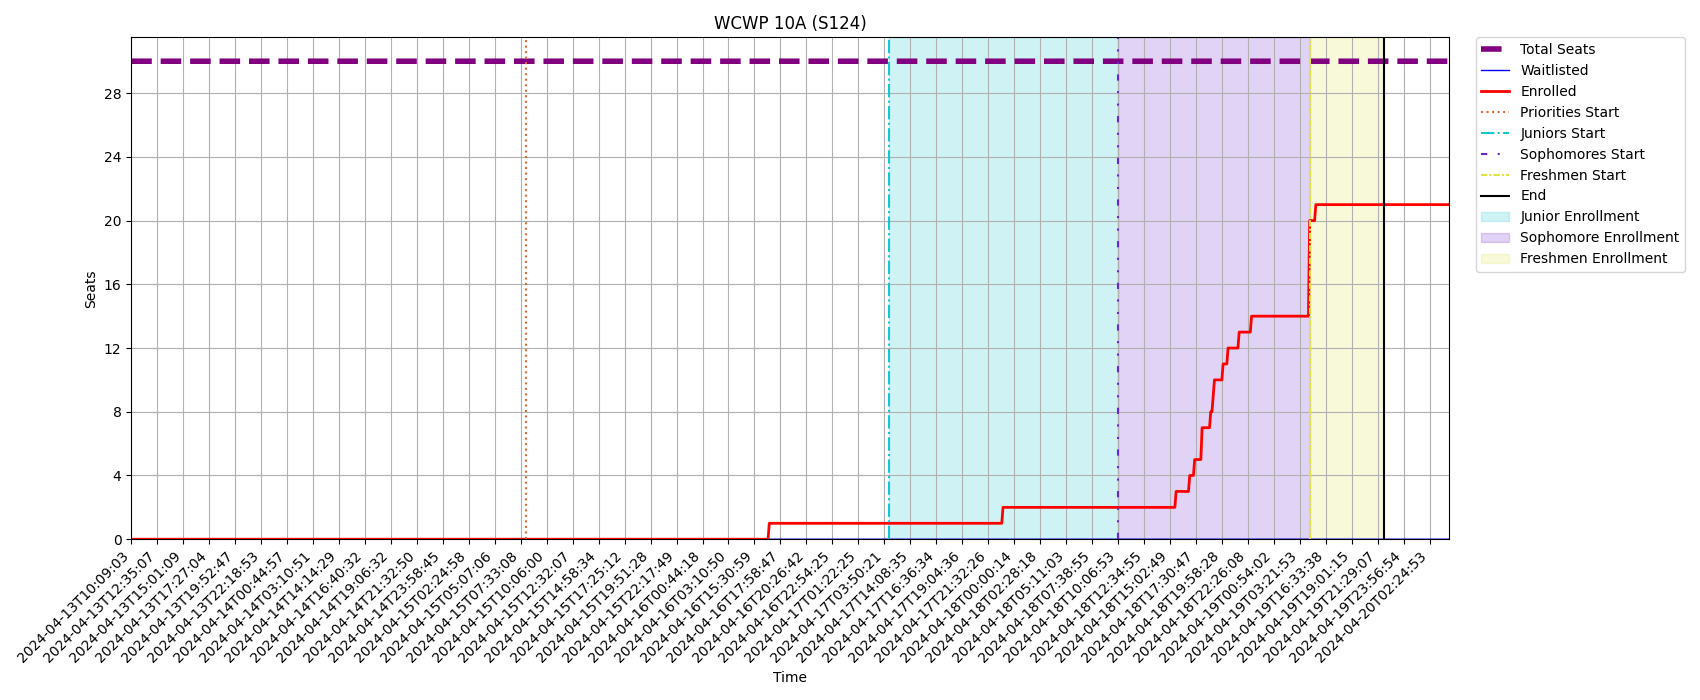 WCWP 10A (S124)
Total Seats
Waitlisted
Enrolled
Priorities Start
Juniors Start
Sophomores Start
Freshmen Start
End
Junior Enrollment
Sophomore Enrollment
Freshmen Enrollment
Seats
28
24
20
16
12
8
4
0
2024-04-13T10:09:03
2024-04-13T12:35:07
2024-04-13T15:01:09
2024-04-13T17:27:04
2024-04-13T19:52:47
2024-04-13T22:18:53
2024-04-14T00:44:57
2024-04-14T03:10:51
2024-04-14T14:14:29
2024-04-14T16:40:32
2024-04-14T19:06:32
2024-04-14T21:32:50
2024-04-14T23:58:45
2024-04-15T02:24:58
2024-04-15T05:07:06
2024-04-15T07:33:08
2024-04-15T10:06:00
2024-04-15T12:32:07
2024-04-15T14:58:34
2024-04-15T17:25:12
2024-04-15T19:51:28
2024-04-15T22:17:49
2024-04-16T00:44:18
2024-04-16T03:10:50
2024-04-16T15:30:59
2024-04-16T17:58:47
2024-04-16T20:26:42
2024-04-16T22:54:25
2024-04-17T01:22:25
2024-04-17T03:50:21
2024-04-17T14:08:35
2024-04-17T16:36:34
2024-04-17T19:04:36
2024-04-17T21:32:26
2024-04-18T00:00:14
2024-04-18T02:28:18
2024-04-18T05:11:03
2024-04-18T07:38:55
2024-04-18T10:06:53
2024-04-18T12:34:55
2024-04-18T15:02:49
2024-04-18T17:30:47
2024-04-18T19:58:28
2024-04-18T22:26:08
2024-04-19T00:54:02
2024-04-19T03:21:53
2024-04-19T16:33:38
2024-04-19T19:01:15
2024-04-19T21:29:07
2024-04-19T23:56:54
2024-04-20T02:24:53
Time